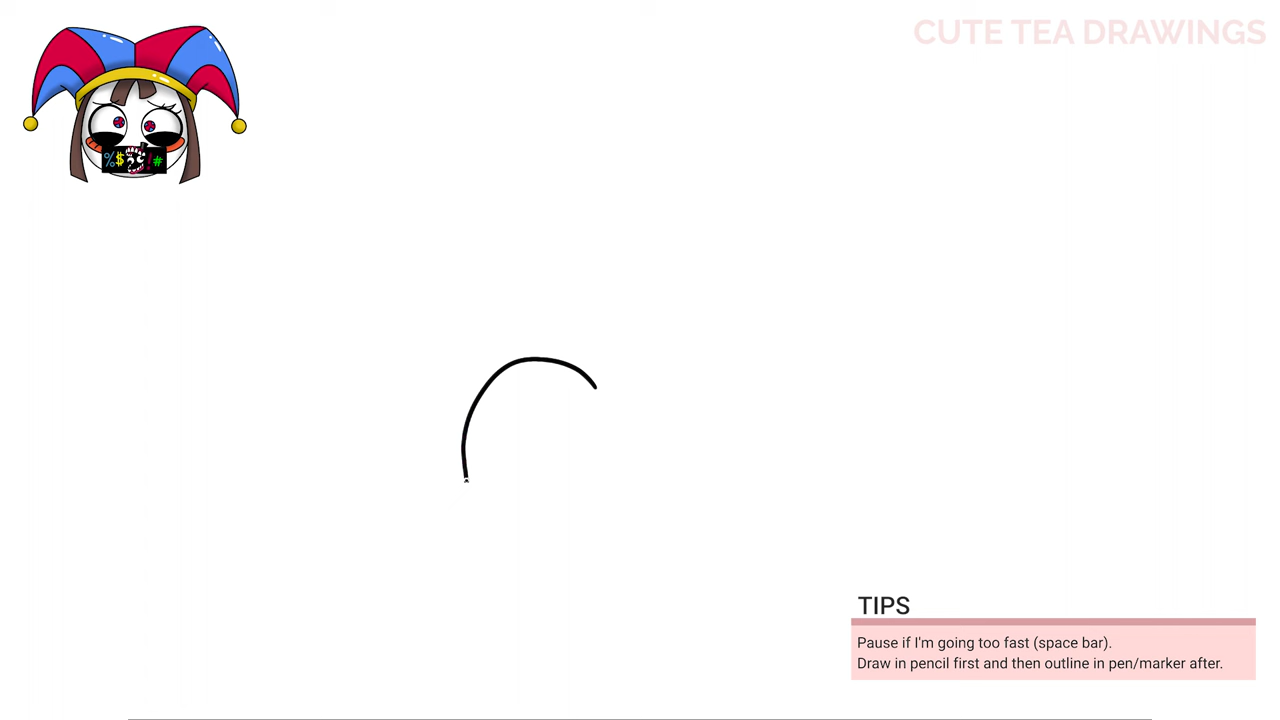 CUTE TEA DRAWINGS
%$!#
TIPS
Pause if I'm going too fast (space bar).
Draw in pencil first and then outline in pen/marker after.